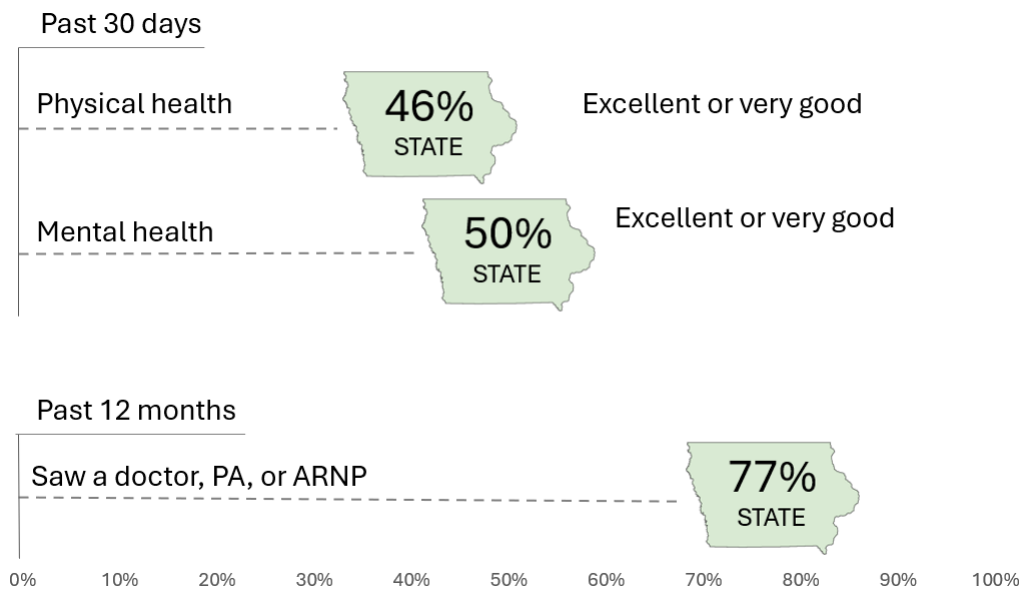 Past 30 days
Physical health
46%
STATE
Excellent or very good
Mental health
50%
STATE
Excellent or very good
Past 12 months
Saw a doctor, PA, or ARNP
77%
STATE
0% 10% 20% 30% 40% 50% 60% 70% 80% 90% 100%